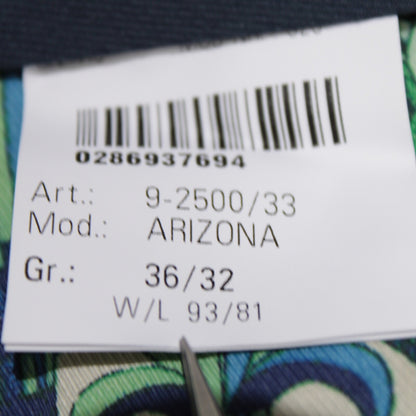 0286937694
Art.: 9-2500/33
Mod.: ARIZONA
Gr.: 36/32
W/L 93/81